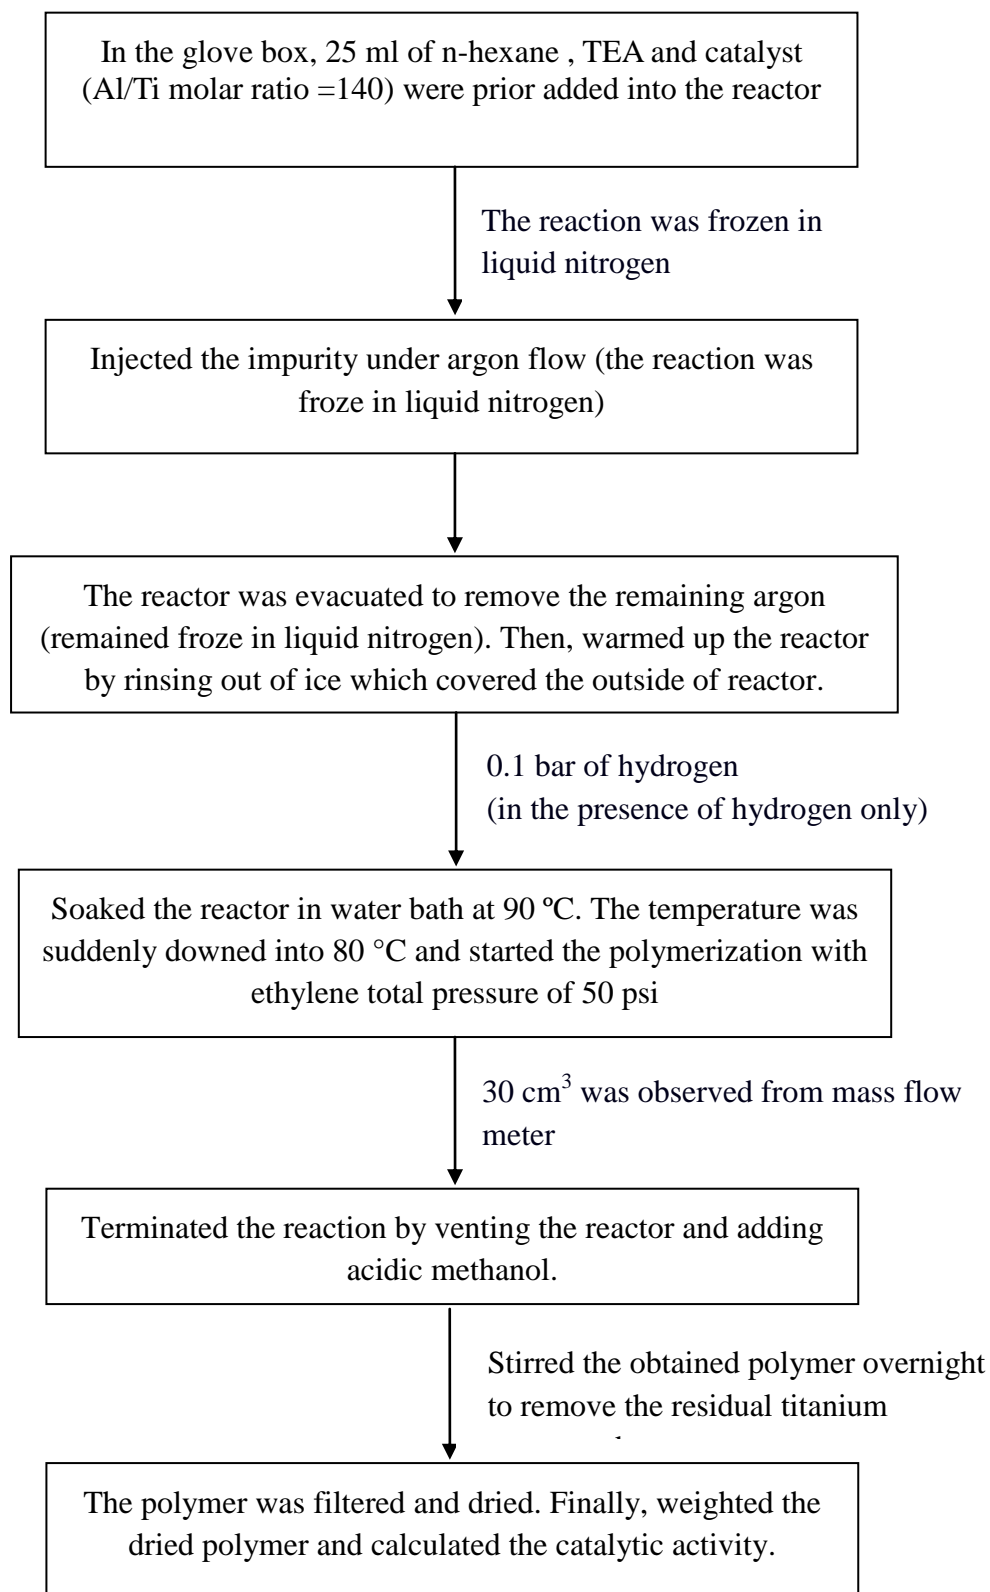 In the glove box, 25 ml of n-hexane , TEA and catalyst
(Al/Ti molar ratio =140) were prior added into the reactor
The reaction was frozen in
liquid nitrogen
Injected the impurity under argon flow (the reaction was
froze in liquid nitrogen)
The reactor was evacuated to remove the remaining argon
(remained froze in liquid nitrogen). Then, warmed up the reactor
by rinsing out of ice which covered the outside of reactor.
0.1 bar of hydrogen
(in the presence of hydrogen only)
Soaked the reactor in water bath at 90 ºC. The temperature was
suddenly downed into 80 °C and started the polymerization with
ethylene total pressure of 50 psi
30 cm³ was observed from mass flow
meter
Terminated the reaction by venting the reactor and adding
acidic methanol.
Stirred the obtained polymer overnight
to remove the residual titanium
The polymer was filtered and dried. Finally, weighted the
dried polymer and calculated the catalytic activity.